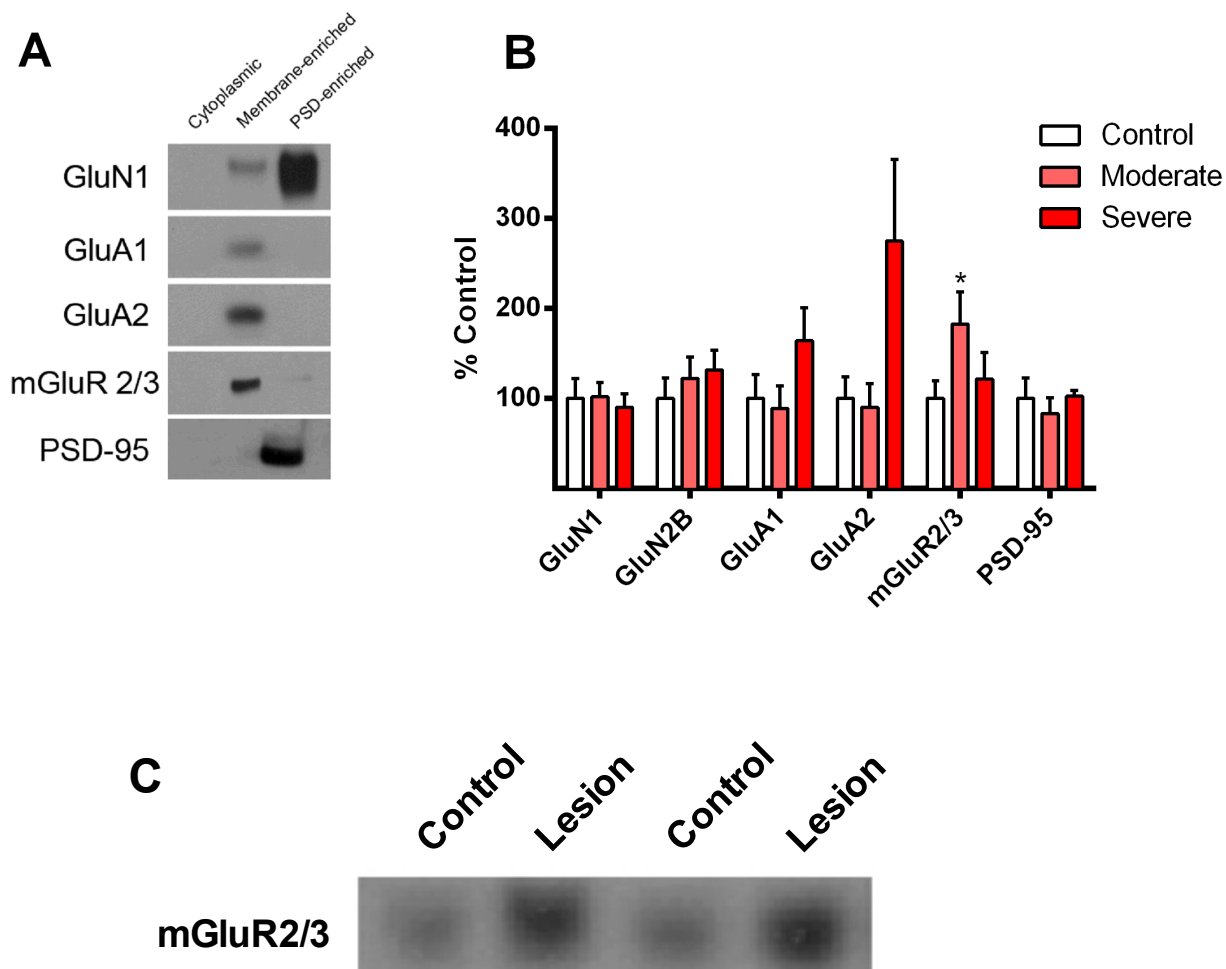 A
Cytoplasmic
Membrane-enriched
PSD-enriched
GluN1
GluA1
GluA2
mGluR 2/3
PSD-95
B
400
300
200
100
% Control
Control
Moderate
Severe
*
GluN1
GluN2B
GluA1
GluA2
mGluR2/3
PSD-95
C
Control
Lesion
Control
Lesion
mGluR2/3